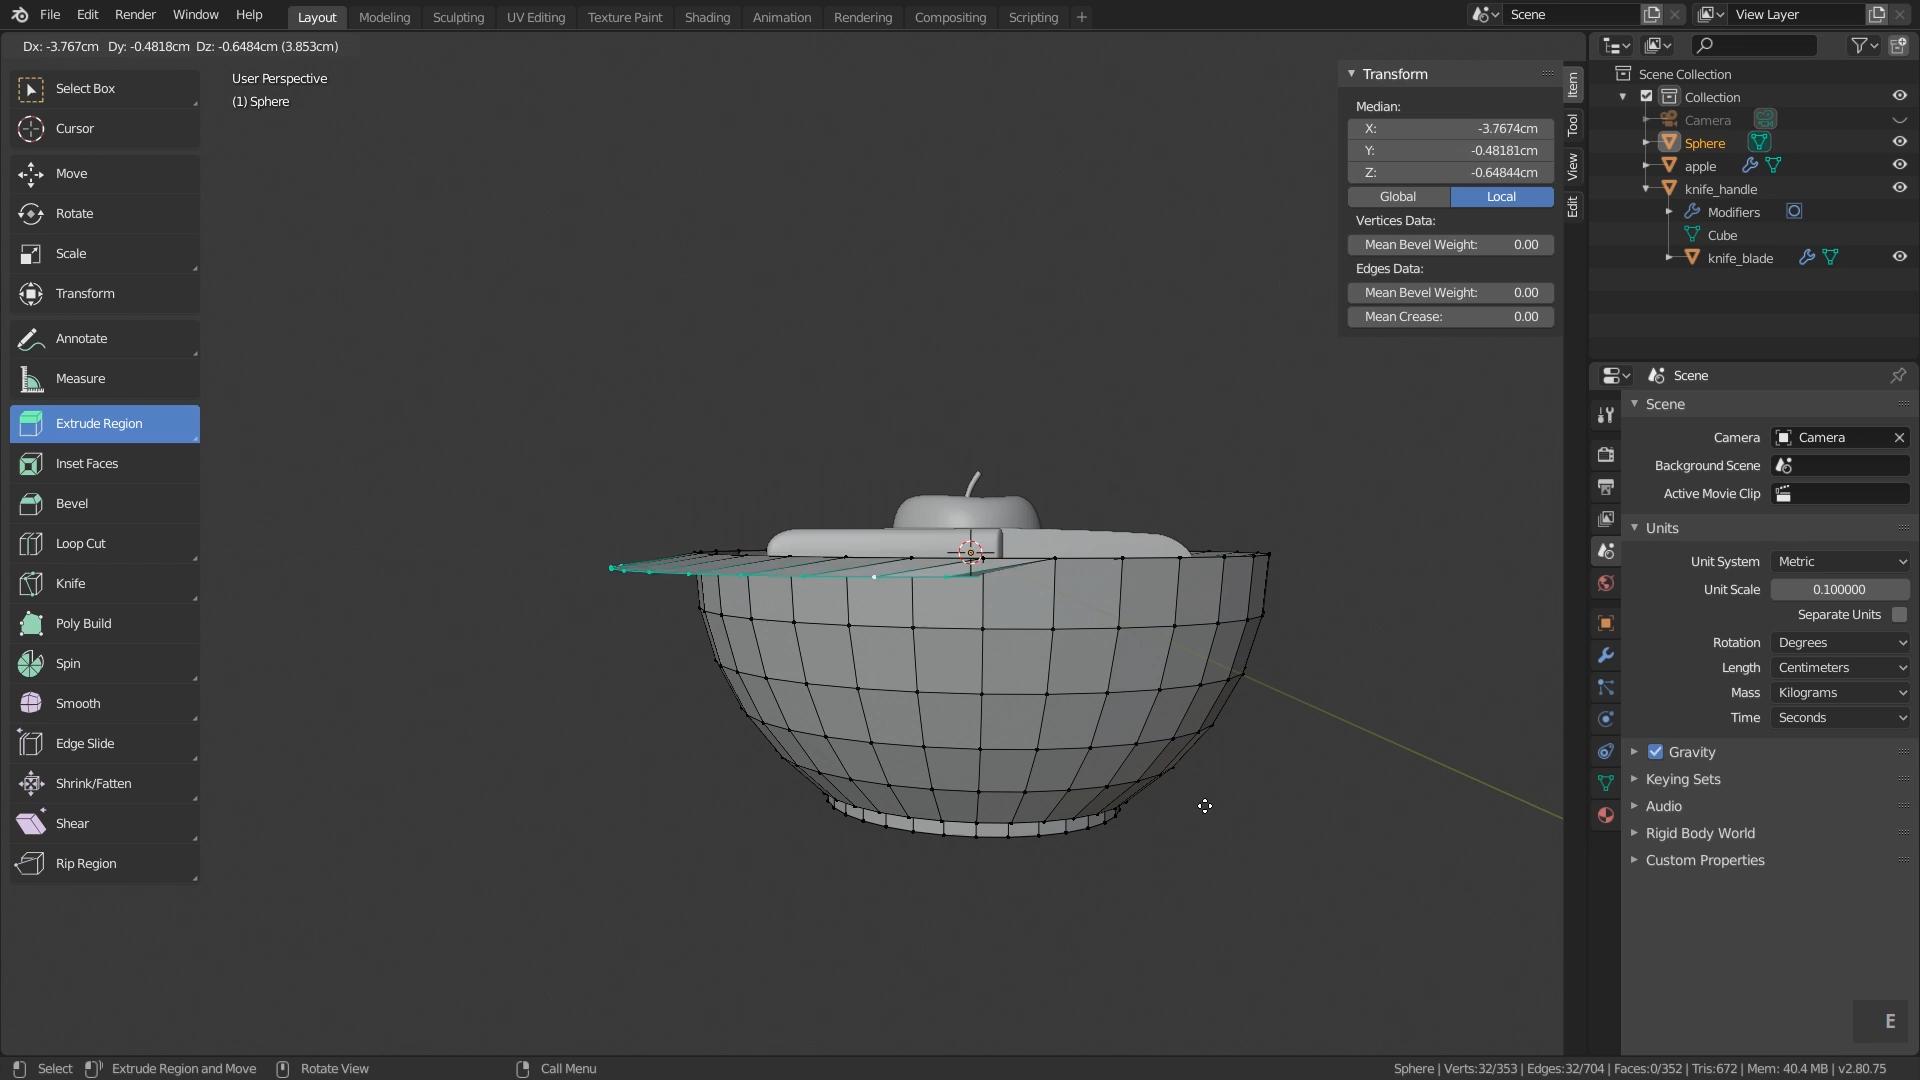 File Edit Render Window Help Layout Modeling Sculpting UV Editing Texture Paint Shading Animation Rendering Compositing Scripting + Scene View Layer
Dx: -3.767cm Dy: -0.4818cm Dz: -0.6484cm (3.853cm)
User Perspective
(1) Sphere
Select Box
Cursor
Move
Rotate
Scale
Transform
Annotate
Measure
Extrude Region
Inset Faces
Bevel
Loop Cut
Knife
Poly Build
Spin
Smooth
Edge Slide
Shrink/Fatten
Shear
Rip Region
Transform
Median:
X: -3.7674cm
Y: -0.48181cm
Z: -0.64844cm
Global Local
Vertices Data:
Mean Bevel Weight: 0.00
Edges Data:
Mean Bevel Weight: 0.00
Mean Crease: 0.00
Item
Tool
View
Edit
Scene Collection
Collection
Camera
Sphere
apple
knife_handle
Modifiers
Cube
knife_blade
Scene
Scene
Camera Camera
Background Scene
Active Movie Clip
Units
Unit System Metric
Unit Scale 0.100000
Separate Units
Rotation Degrees
Length Centimeters
Mass Kilograms
Time Seconds
Gravity
Keying Sets
Audio
Rigid Body World
Custom Properties
E
Select Extrude Region and Move Rotate View Call Menu Sphere | Verts:32/353 | Edges:32/704 | Faces:0/352 | Tris:672 | Mem: 40.4 MB | v2.80.75